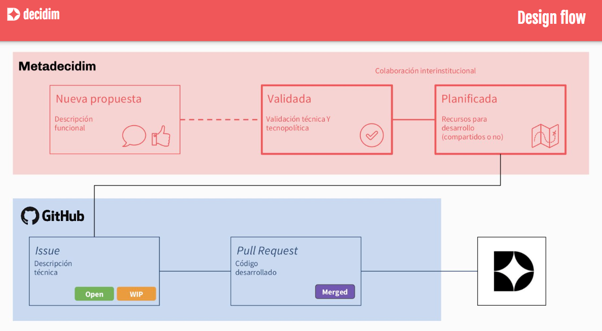 decidim
Design flow
Metadecidim
Colaboración interinstitucional
Nueva propuesta
Descripción
funcional
Validada
Validación técnica Y
tecnopolítica
Planificada
Recursos para
desarrollo
(compartidos o no)
GitHub
Issue
Descripción
técnica
Open
WIP
Pull Request
Código
desarrollado
Merged